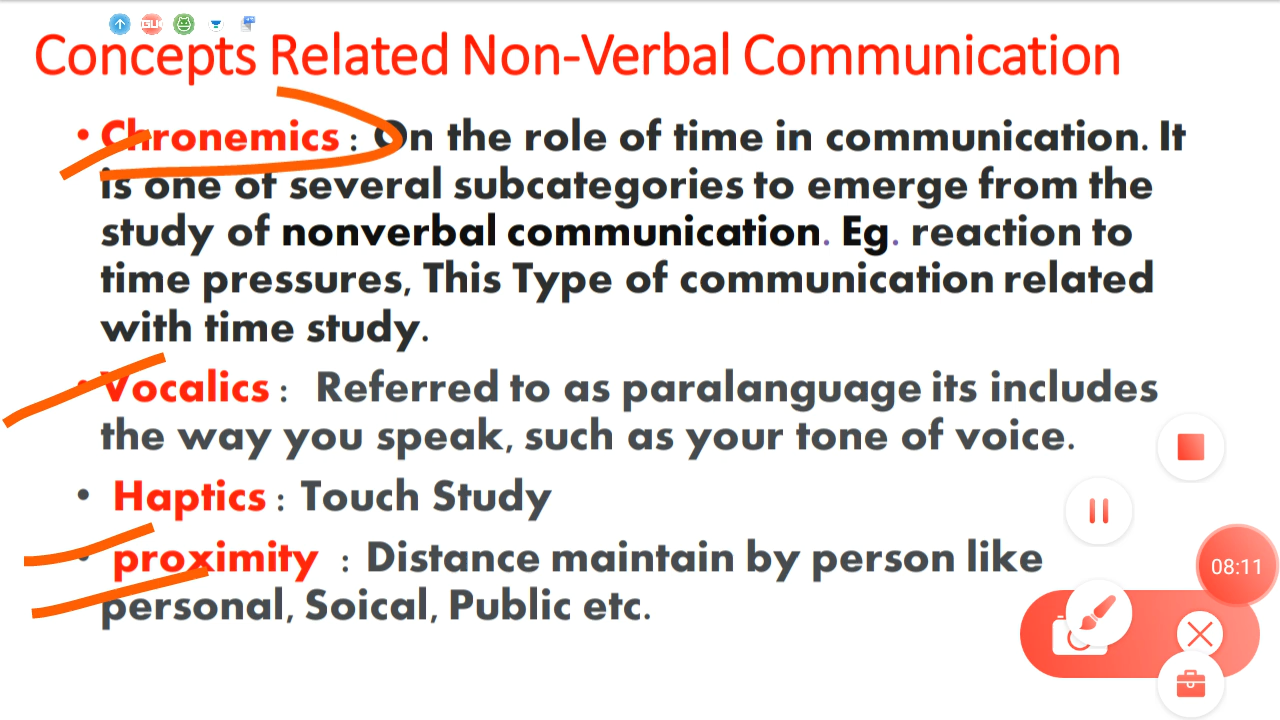 Concepts Related Non-Verbal Communication
• Chronemics : On the role of time in communication. It
is one of several subcategories to emerge from the
study of nonverbal communication. Eg. reaction to
time pressures, This Type of communication related
with time study.
• Vocalics : Referred to as paralanguage its includes
the way you speak, such as your tone of voice.
• Haptics : Touch Study
• proximity : Distance maintain by person like
personal, Soical, Public etc.
08:11